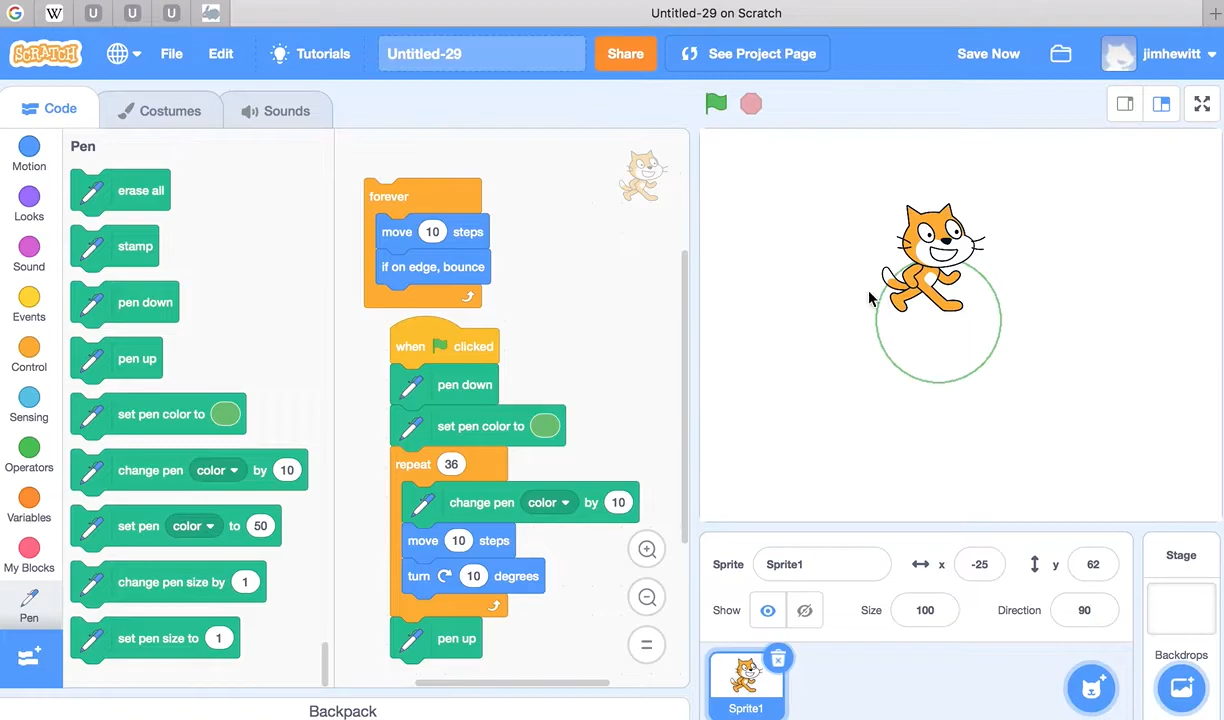 G W U U U Untitled-29 on Scratch +
SCRATCH File Edit Tutorials Untitled-29 Share See Project Page Save Now jimhewitt
Code Costumes Sounds
Motion
Looks
Sound
Events
Control
Sensing
Operators
Variables
My Blocks
Pen
Pen
erase all
stamp
pen down
pen up
set pen color to
change pen color by 10
set pen color to 50
change pen size by 1
set pen size to 1
forever
move 10 steps
if on edge, bounce
when clicked
pen down
set pen color to
repeat 36
change pen color by 10
move 10 steps
turn 10 degrees
pen up
Backpack
Sprite Sprite1 x -25 y 62
Show Size 100 Direction 90
Sprite1
Stage
Backdrops